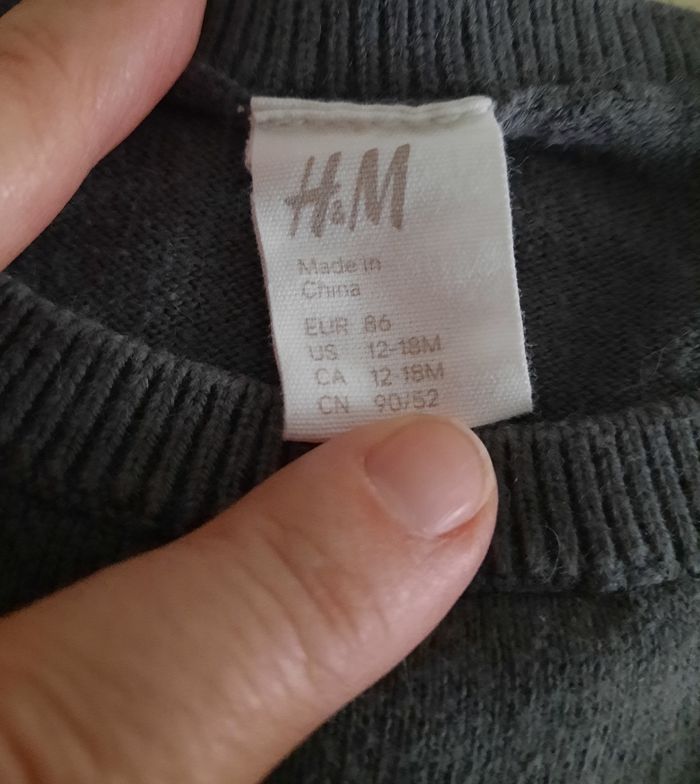 H&M
Made in
China
EUR 86
US 12-18M
CA 12-18M
CN 90/52